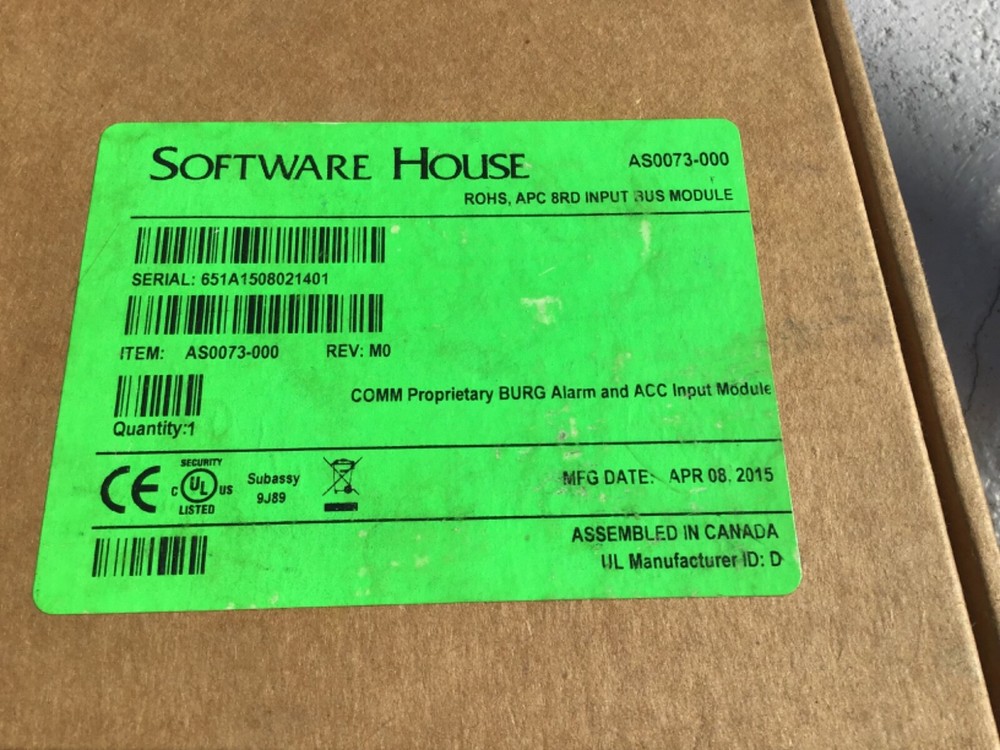 SOFTWARE HOUSE
AS0073-000
ROHS, APC 8RD INPUT BUS MODULE
SERIAL: 651A1508021401
ITEM: AS0073-000 REV: M0
COMM Proprietary BURG Alarm and ACC Input Module
Quantity:1
CE
SECURITY
C UL US
LISTED
Subassy
9J89
MFG DATE: APR 08, 2015
ASSEMBLED IN CANADA
UL Manufacturer ID: D